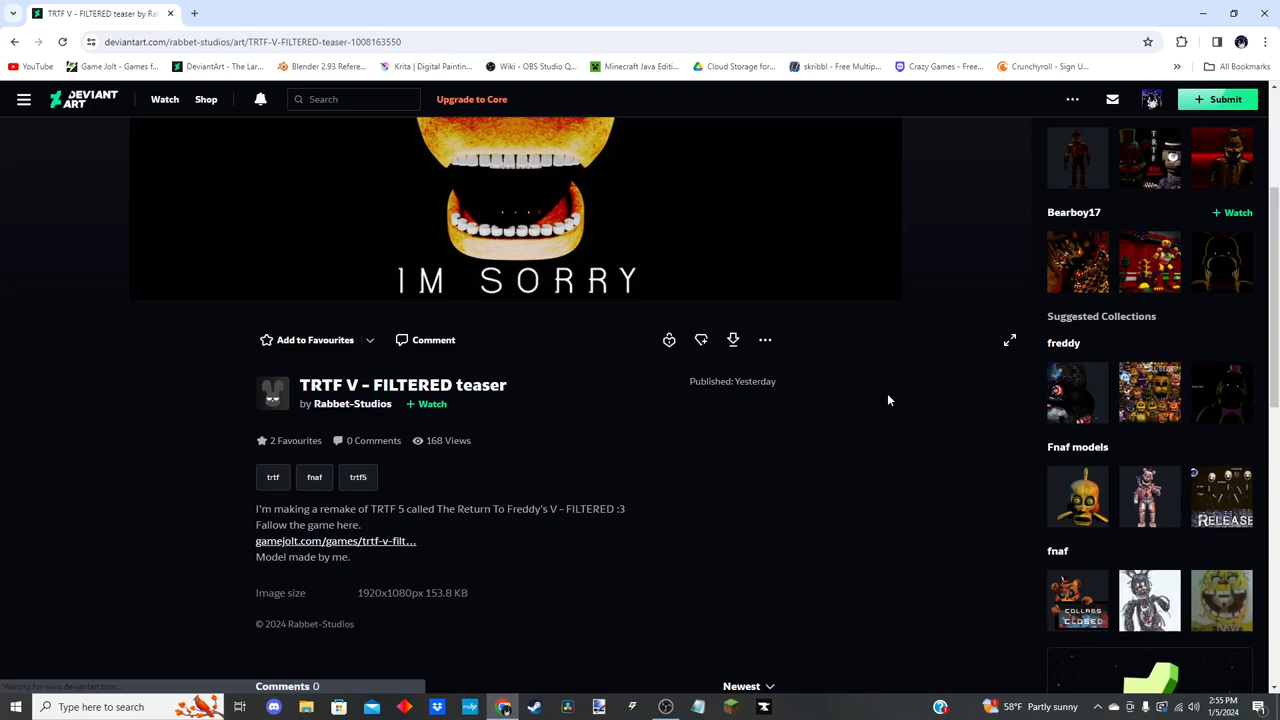 TRTF V - FILTERED teaser by Ra
deviantart.com/rabbet-studios/art/TRTF-V-FILTERED-teaser-1008163550
YouTube
Game Jolt - Games f...
DeviantArt - The Lar...
Blender 2.93 Refere...
Krita | Digital Paintin...
Wiki - OBS Studio Q...
Minecraft Java Editi...
Cloud Storage for...
skribbl - Free Multip...
Crazy Games - Free...
Crunchyroll - Sign U...
All Bookmarks
DEVIANT ART
Watch
Shop
Search
Upgrade to Core
+ Submit
TRTF
Bearboy17
+ Watch
IM SORRY
Suggested Collections
freddy
Add to Favourites
Comment
TRTF V - FILTERED teaser
Published: Yesterday
by Rabbet-Studios + Watch
2 Favourites 0 Comments 168 Views
Fnaf models
trtf
fnaf
trtf5
RELEASE
I'm making a remake of TRTF 5 called The Return To Freddy's V - FILTERED :3
Fallow the game here.
gamejolt.com/games/trtf-v-filt...
Model made by me.
fnaf
Image size 1920x1080px 153.8 KB
COLLABS CLOSED
© 2024 Rabbet-Studios
Waiting for www.deviantart.com...
Comments 0
Newest
Type here to search
58°F Partly sunny
2:55 PM
1/5/2024